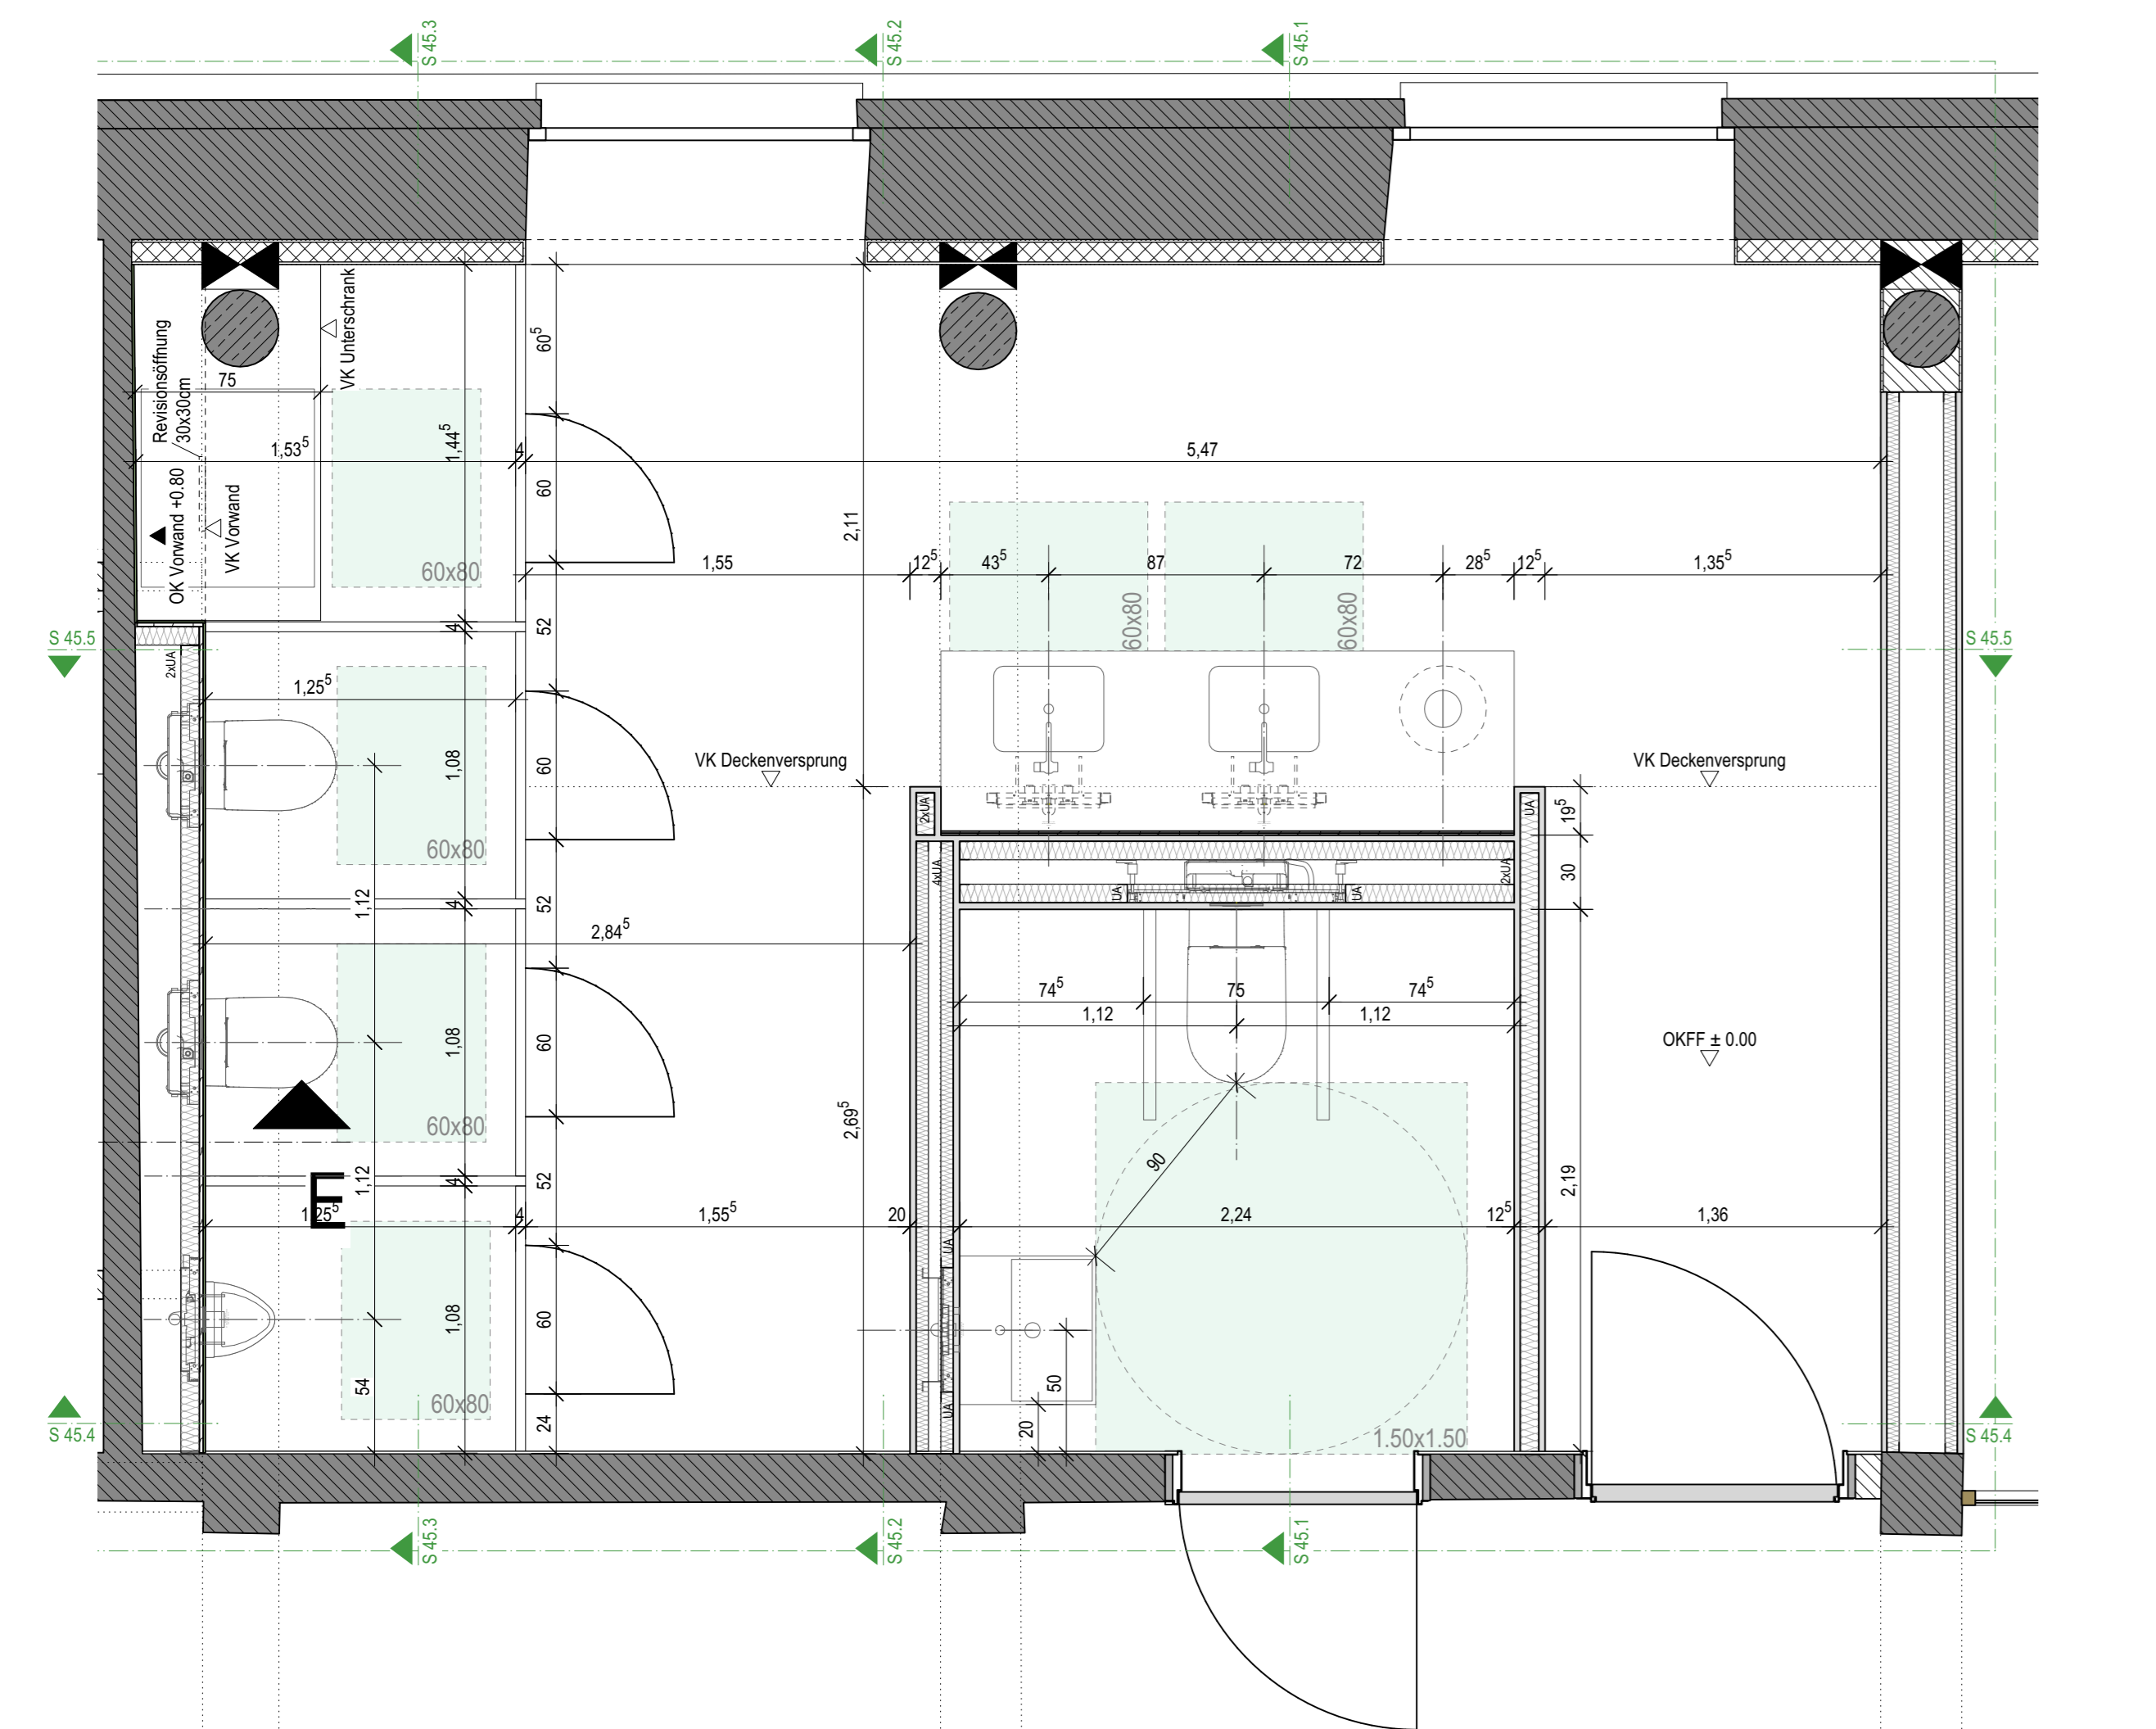 S 45.3
S 45.2
S 45.1
VK Unterschrank
Revisionsöffnung
30x30cm
75
60⁵
1,53⁵
1,44⁵
4
5,47
OK Vorwand +0.80
VK Vorwand
60
2,11
60x80
1,55
12⁵
43⁵
87
72
28⁵
12⁵
1,35⁵
60x80
60x80
S 45.5
4
52
S 45.5
2xUA
1,25⁵
1,08
60
VK Deckenversprung
VK Deckenversprung
2xUA
UA
19⁵
60x80
4xUA
2xUA
30
UA
UA
1,12
4
52
2,84⁵
74⁵
75
74⁵
1,12
1,12
1,08
60
OKFF ± 0.00
60x80
2,69⁵
90
1,12
4
52
2,19
E
1,25⁵
4
1,55⁵
20
2,24
12⁵
1,36
UA
1,08
60
54
50
60x80
UA
24
20
1.50x1.50
S 45.4
S 45.4
S 45.3
S 45.2
S 45.1